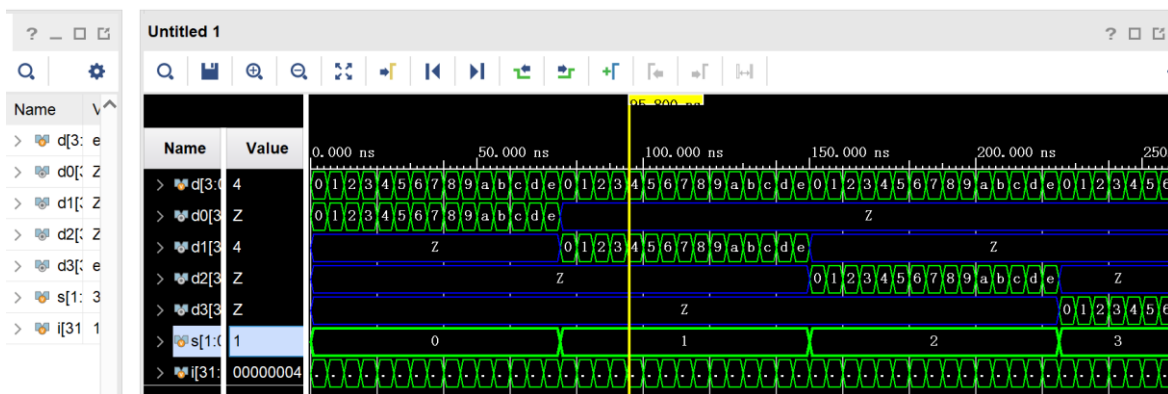 Untitled 1
Name V
d[3: e
d0[: Z
d1[: Z
d2[: Z
d3[: e
s[1: 3
i[31 1
95.800 ns
Name Value
0.000 ns 50.000 ns 100.000 ns 150.000 ns 200.000 ns 250
d[3:0 4 0 1 2 3 4 5 6 7 8 9 a b c d e 0 1 2 3 4 5 6 7 8 9 a b c d e 0 1 2 3 4 5 6 7 8 9 a b c d e 0 1 2 3 4 5 6
d0[3 Z 0 1 2 3 4 5 6 7 8 9 a b c d e Z
d1[3 4 Z 0 1 2 3 4 5 6 7 8 9 a b c d e Z
d2[3 Z Z 0 1 2 3 4 5 6 7 8 9 a b c d e Z
d3[3 Z Z 0 1 2 3 4 5 6
s[1:0 1 0 1 2 3
i[31: 00000004